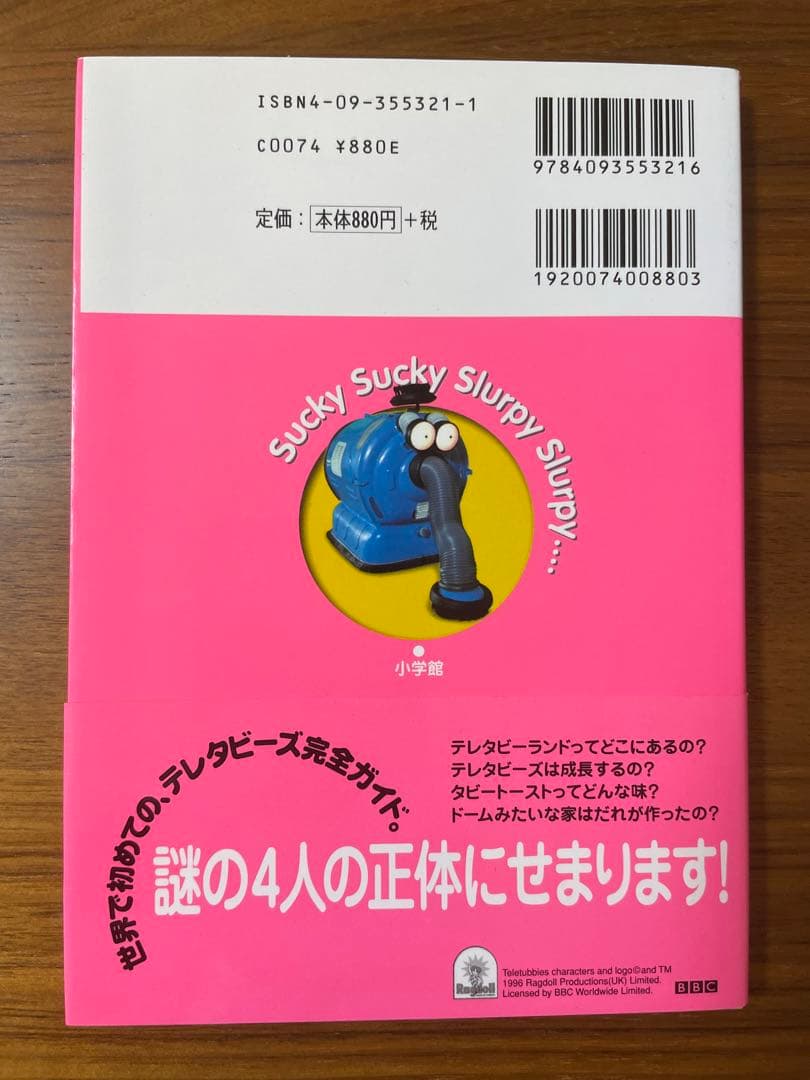 ISBN4-09-355321-1
C0074 ¥880E
定価：本体880円＋税
9784093553216
1920074008803
Sucky Sucky Slurpy Slurpy....
小学館
世界で初めての、テレタビーズ完全ガイド。
テレタビーランドってどこにあるの？
テレタビーズは成長するの？
タビートーストってどんな味？
ドームみたいな家はだれが作ったの？
謎の4人の正体にせまります！
Ragdoll
Teletubbies characters and logo©and TM
1996 Ragdoll Productions(UK) Limited.
Licensed by BBC Worldwide Limited.
BBC